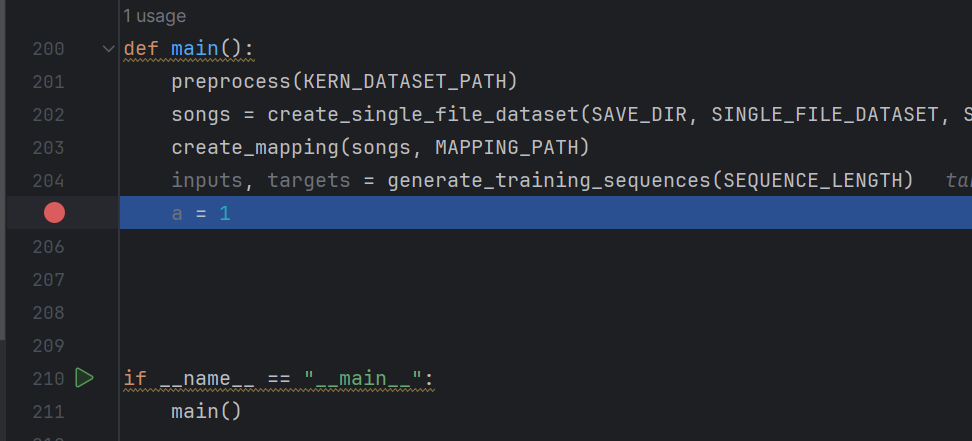 1 usage
200 def main():
201 preprocess(KERN_DATASET_PATH)
202 songs = create_single_file_dataset(SAVE_DIR, SINGLE_FILE_DATASET,
203 create_mapping(songs, MAPPING_PATH)
204 inputs, targets = generate_training_sequences(SEQUENCE_LENGTH)
a = 1
206
207
208
209
210 if __name__ == "__main__":
211 main()